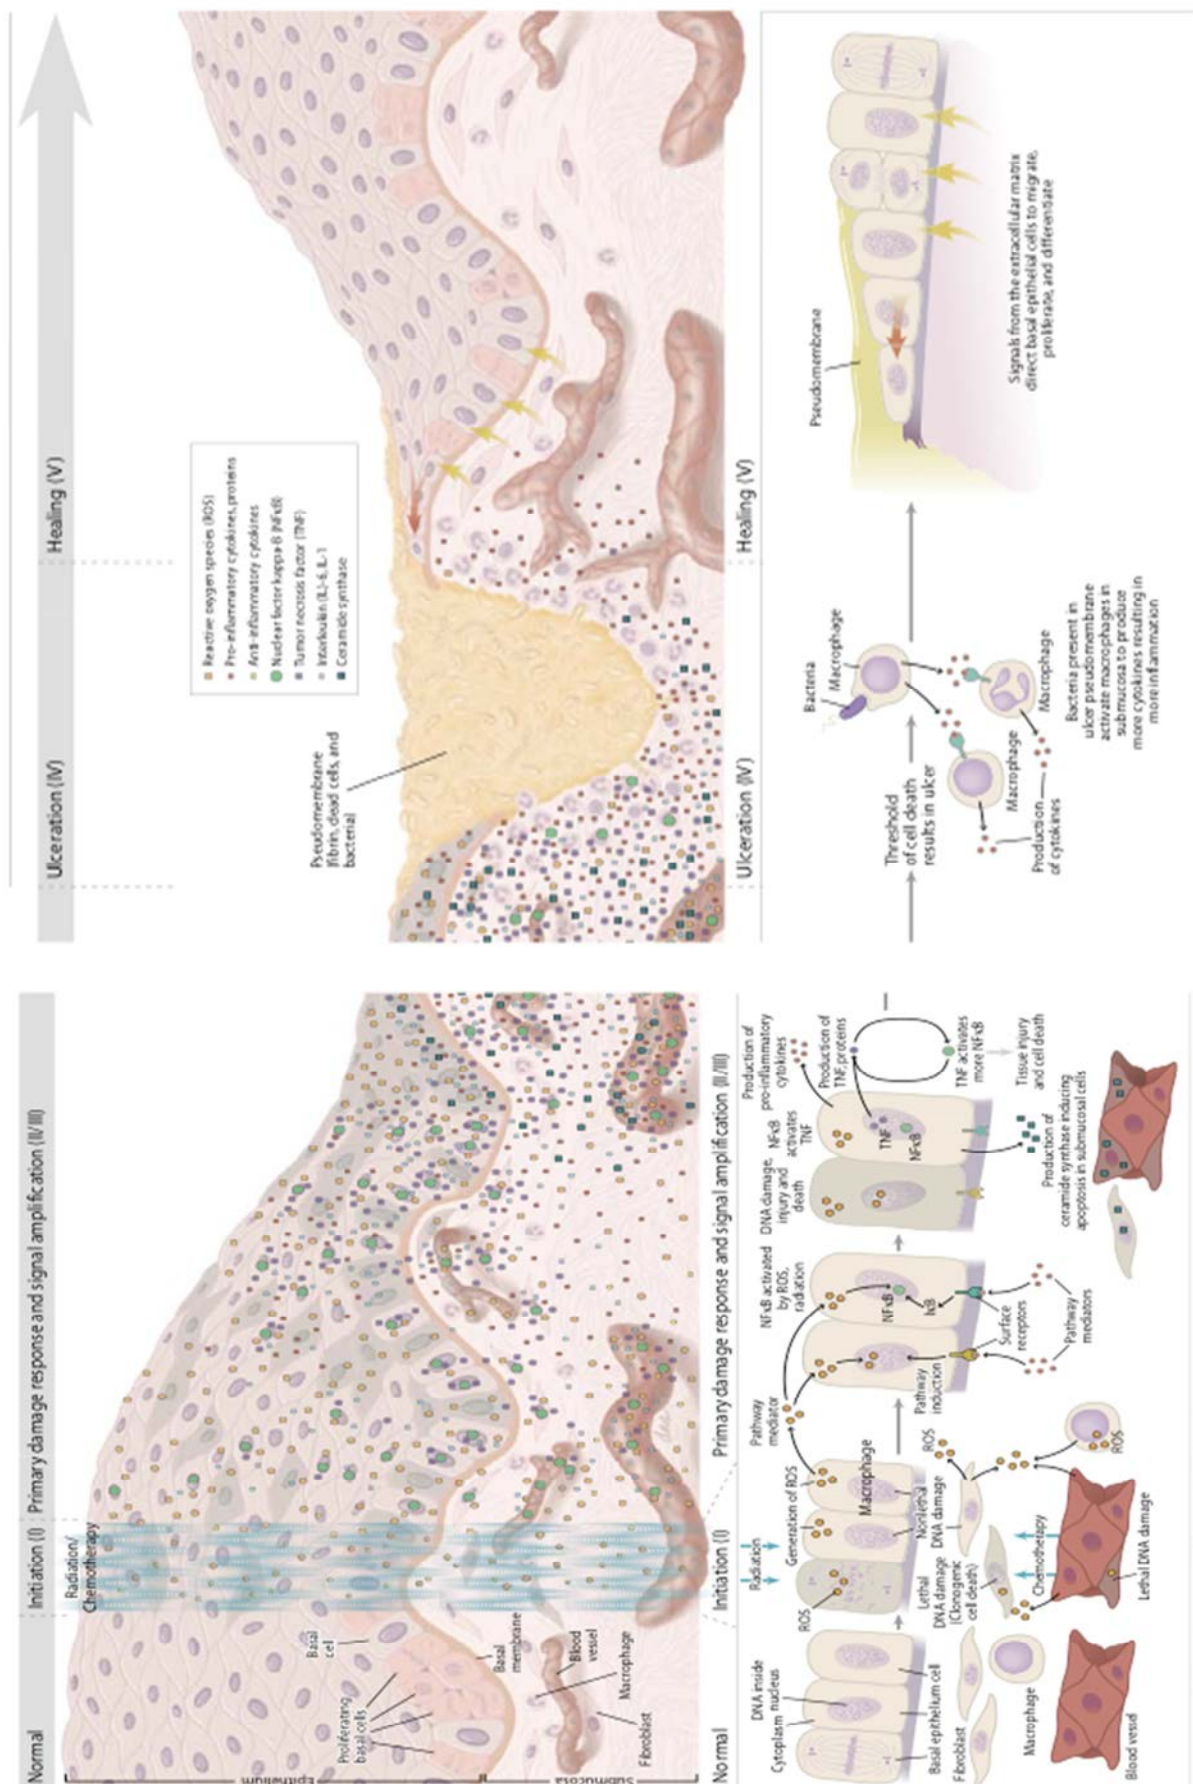 Normal
Initiation (I)
Primary damage response and signal amplification (II/III)
Ulceration (IV)
Healing (V)
Radiation/
Chemotherapy
Epithelium
Submucosa
Basal
cell
Proliferating
basal cells
Basal
membrane
Blood
vessel
Macrophage
Fibroblast
Pseudomembrane
(fibrin, dead cells, and
bacteria)
Reactive oxygen species (ROS)
Pro-inflammatory cytokines, proteins
Anti-inflammatory cytokines
Nuclear factor kappa-B (NFκB)
Tumor necrosis factor (TNF)
Interleukin (IL)-6, IL-1
Ceramide synthase
Normal
Initiation (I)
Primary damage response and signal amplification (II/III)
Ulceration (IV)
Healing (V)
DNA inside
nucleus
Cytoplasm
Basal epithelium cell
Fibroblast
Macrophage
Blood vessel
Radiation
Generation of ROS
ROS
Macrophage
Nonlethal
DNA damage
Lethal
DNA damage
(Clonogenic
cell death)
Chemotherapy
ROS
ROS
Lethal DNA damage
Pathway
mediator
NFκB activated
by ROS,
radiation
NFκB
IκB
Pathway
induction
Surface
receptors
Pathway
mediators
DNA damage,
injury and
death
NFκB
activates
TNF
TNF
NFκB
Production of
pro-inflammatory
cytokines
Production of
TNF, proteins
TNF activates
more NFκB
Tissue injury
and cell death
Production of
ceramide synthase inducing
apoptosis in submucosal cells
Threshold
of cell death
results in ulcer
Bacteria
Macrophage
Macrophage
Macrophage
Production
of cytokines
Bacteria present in
ulcer pseudomembrane
activate macrophages in
submucosa to produce
more cytokines resulting in
more inflammation
Pseudomembrane
Signals from the extracellular matrix
direct basal epithelial cells to migrate,
proliferate, and differentiate